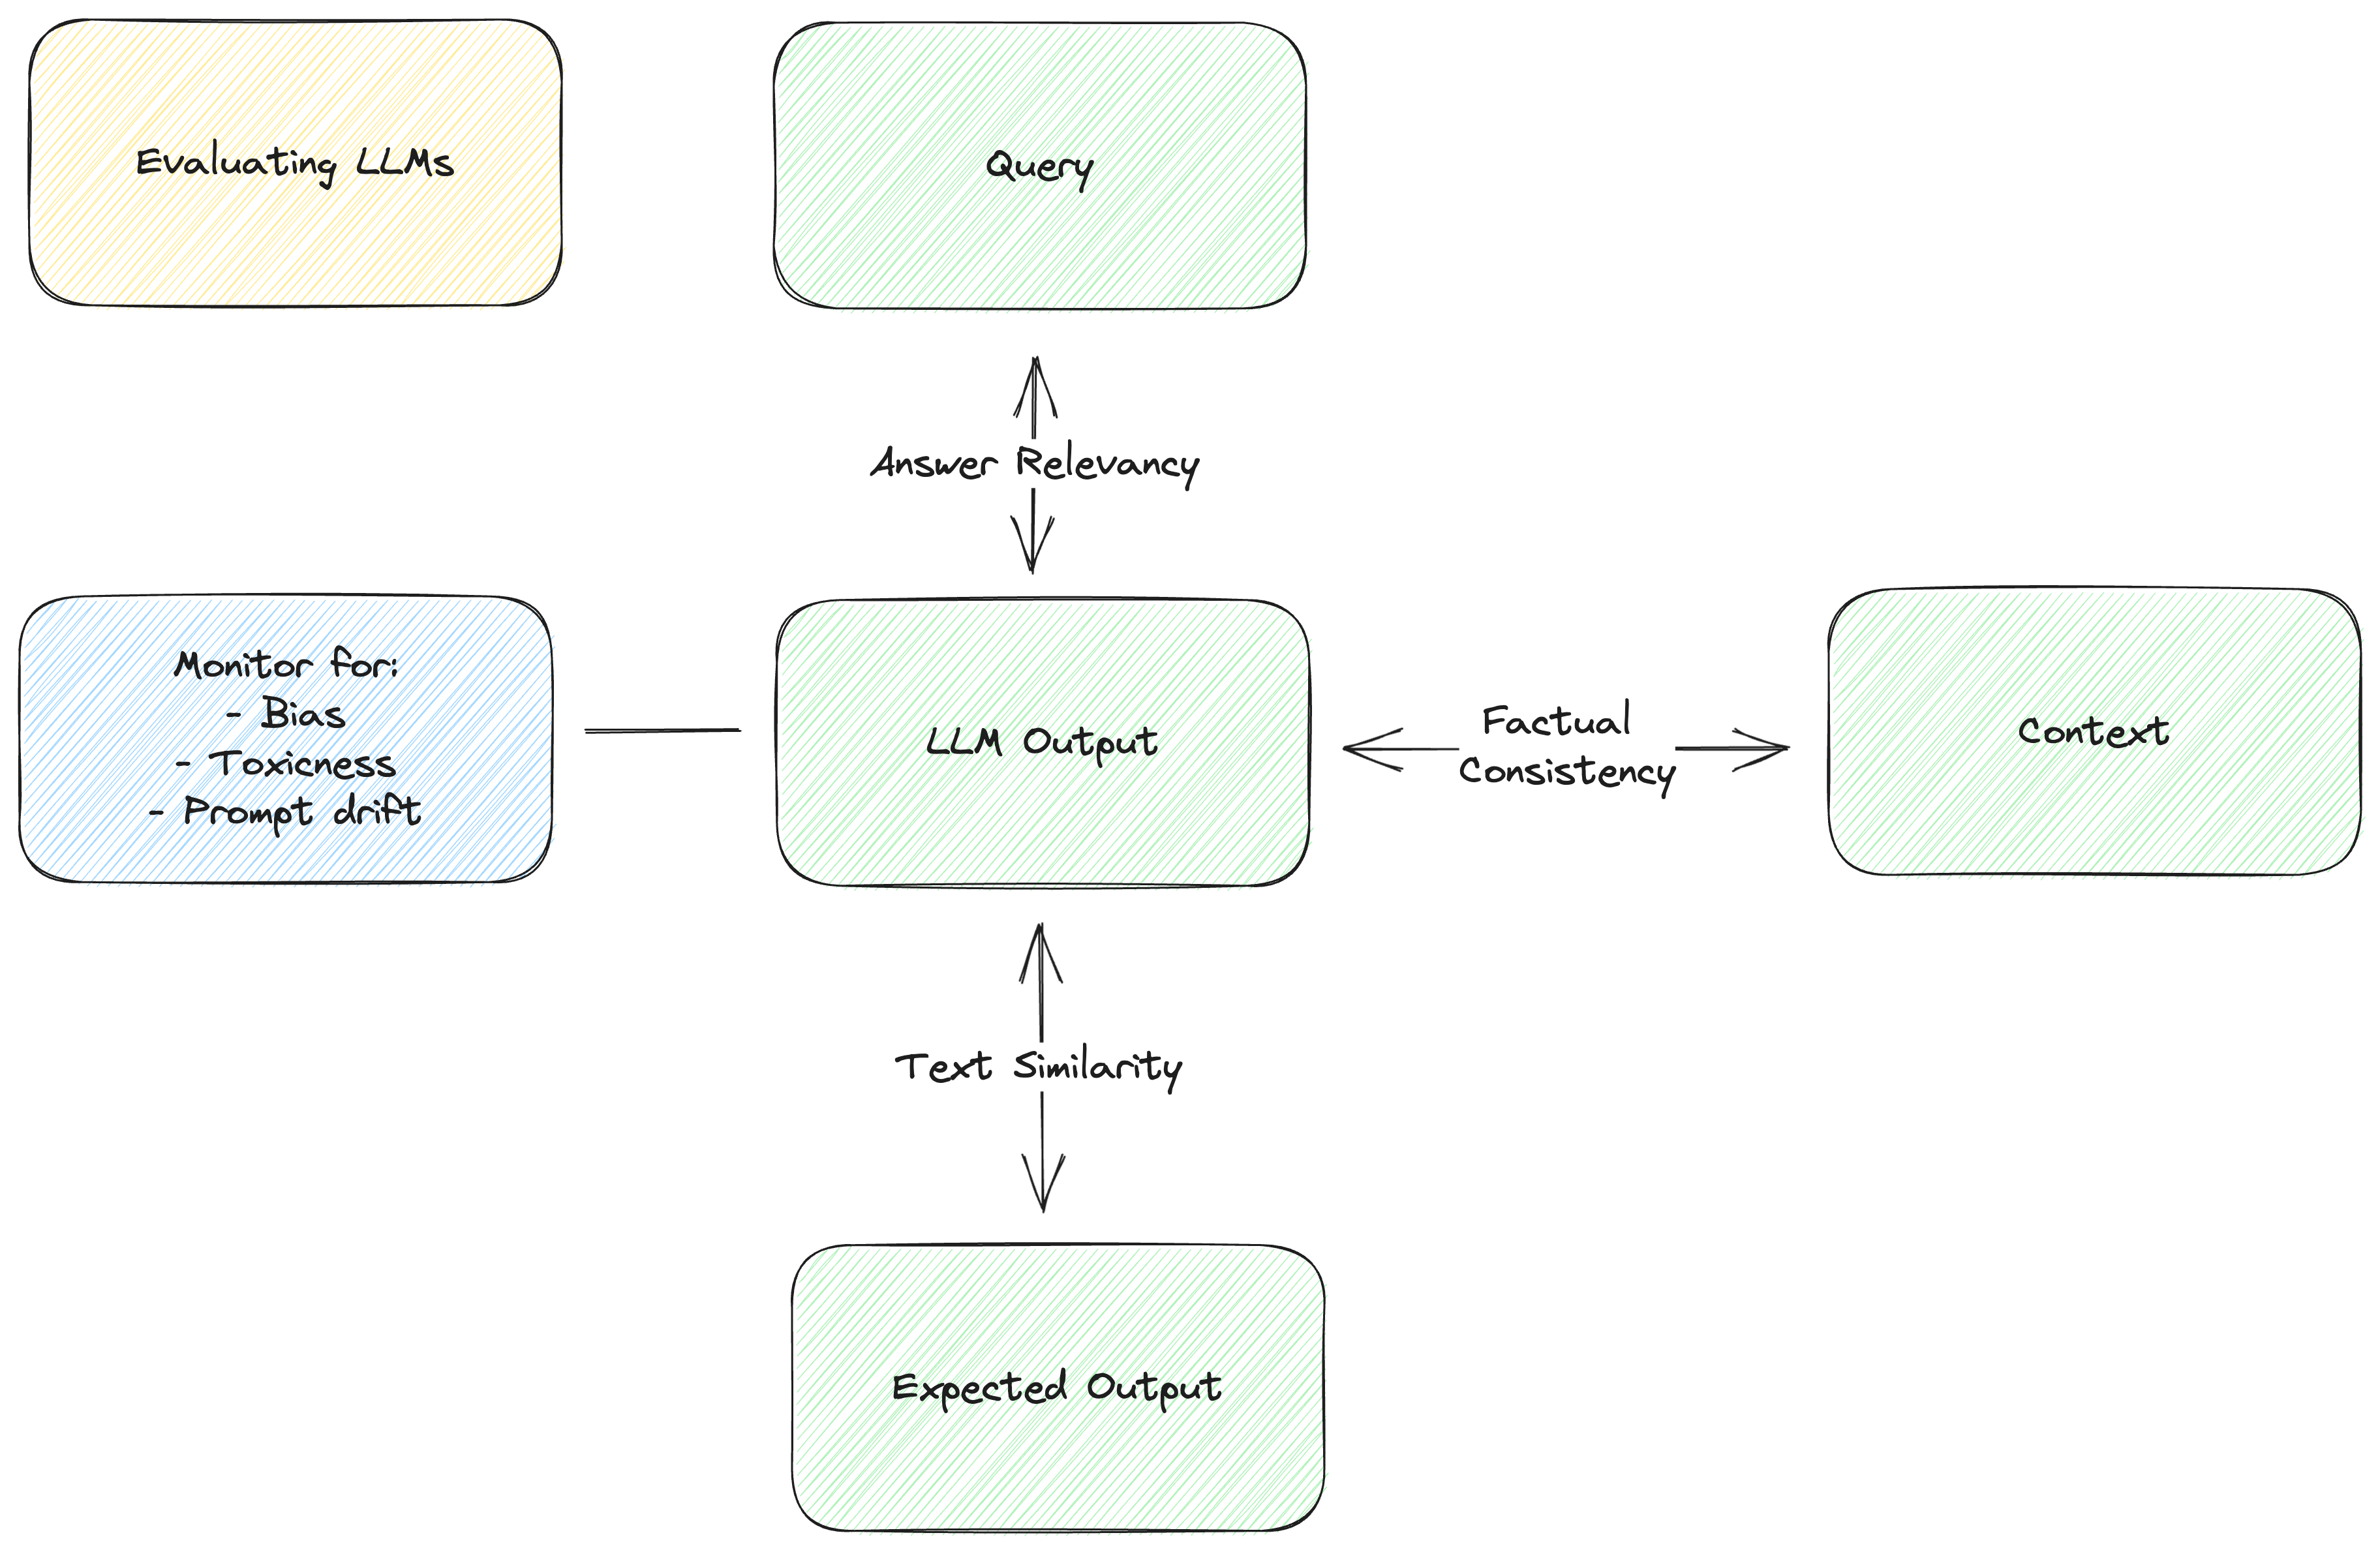 Evaluating LLMs
Query
Answer Relevancy
Monitor for:
- Bias
- Toxicness
- Prompt drift
LLM Output
Factual
Consistency
Context
Text Similarity
Expected Output